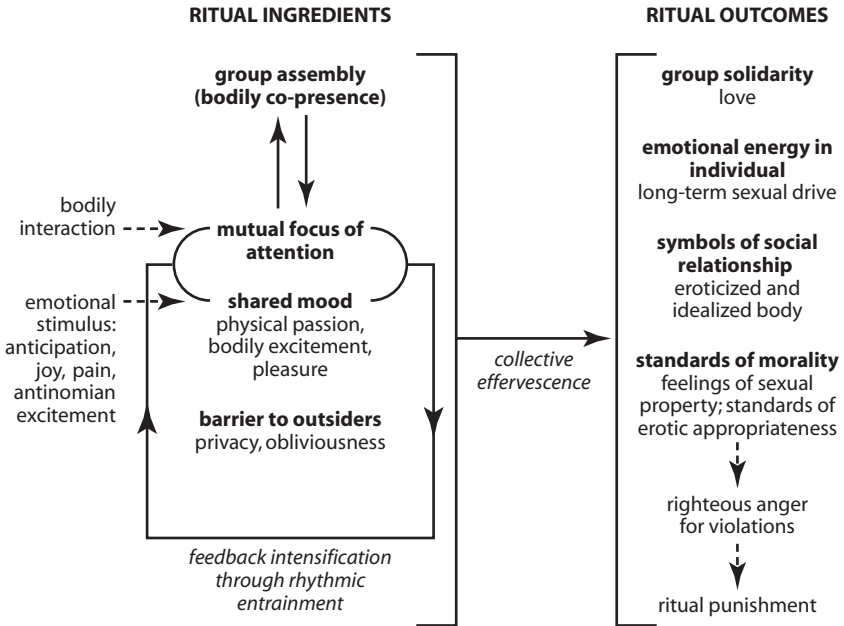 RITUAL INGREDIENTS
group assembly
(bodily co-presence)
bodily
interaction
mutual focus of
attention
emotional
stimulus:
anticipation,
joy, pain,
antinomian
excitement
shared mood
physical passion,
bodily excitement,
pleasure
barrier to outsiders
privacy, obliviousness
feedback intensification
through rhythmic
entrainment
collective
effervescence
RITUAL OUTCOMES
group solidarity
love
emotional energy in
individual
long-term sexual drive
symbols of social
relationship
eroticized and
idealized body
standards of morality
feelings of sexual
property; standards of
erotic appropriateness
righteous anger
for violations
ritual punishment